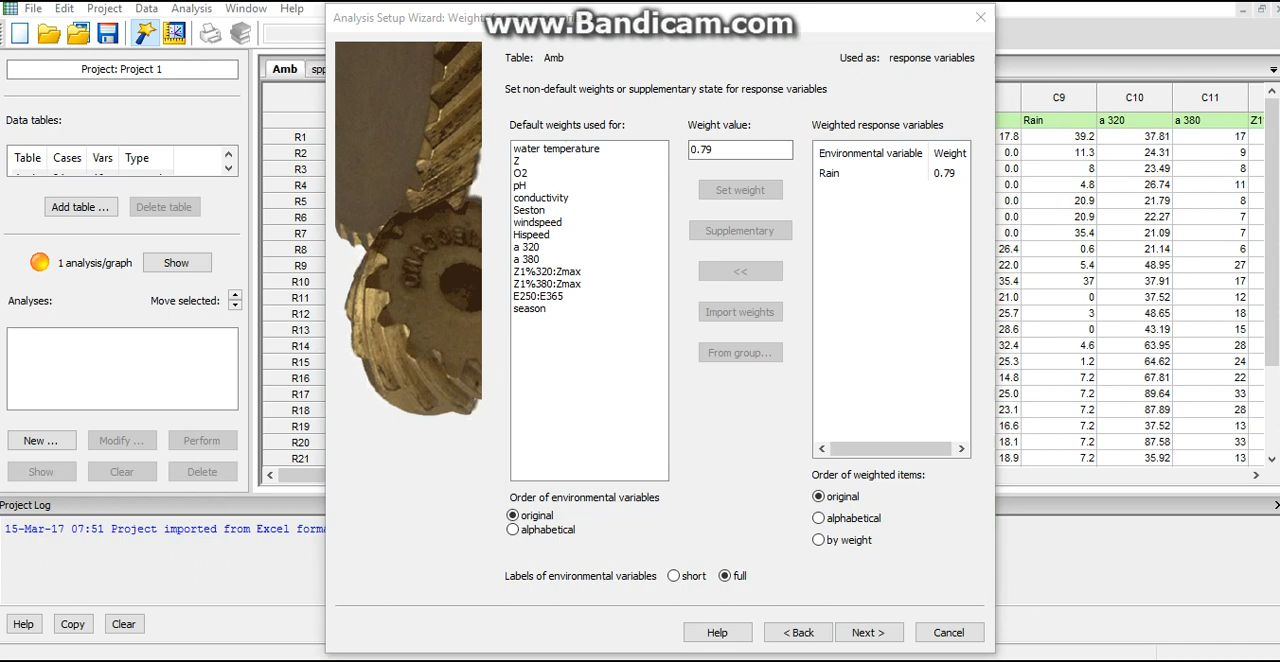 File Edit Project Data Analysis Window Help
Analysis Setup Wizard: Weight
www.Bandicam.com
Project: Project 1
Data tables:
Table Cases Vars Type
Add table ... Delete table
1 analysis/graph Show
Analyses: Move selected:
New ... Modify ... Perform
Show Clear Delete
Amb spp
R1
R2
R3
R4
R5
R6
R7
R8
R9
R10
R11
R12
R13
R14
R15
R16
R17
R18
R19
R20
R21
Table: Amb Used as: response variables
Set non-default weights or supplementary state for response variables
Default weights used for:
water temperature
Z
O2
pH
conductivity
Seston
windspeed
Hispeed
a 320
a 380
Z1%320:Zmax
Z1%380:Zmax
E250:E365
season
Order of environmental variables
original
alphabetical
Weight value:
0.79
Set weight
Supplementary
<<
Import weights
From group...
Weighted response variables
Environmental variable Weight
Rain 0.79
Order of weighted items:
original
alphabetical
by weight
Labels of environmental variables short full
Help < Back Next > Cancel
C9 C10 C11
Rain a 320 a 380 Z1
17.8 39.2 37.81 17
0.0 11.3 24.31 9
0.0 8 23.49 8
0.0 4.8 26.74 11
0.0 20.9 21.79 8
0.0 20.9 22.27 7
0.0 35.4 21.09 7
26.4 0.6 21.14 6
22.0 5.4 48.95 27
35.4 37 37.91 17
21.0 0 37.52 12
25.7 3 48.65 18
28.6 0 43.19 15
32.4 4.6 63.95 28
25.3 1.2 64.62 24
14.8 7.2 67.81 22
25.0 7.2 89.64 33
23.1 7.2 87.89 28
16.6 7.2 37.52 13
18.1 7.2 87.58 33
18.9 7.2 35.92 13
Project Log
15-Mar-17 07:51 Project imported from Excel forma
Help Copy Clear